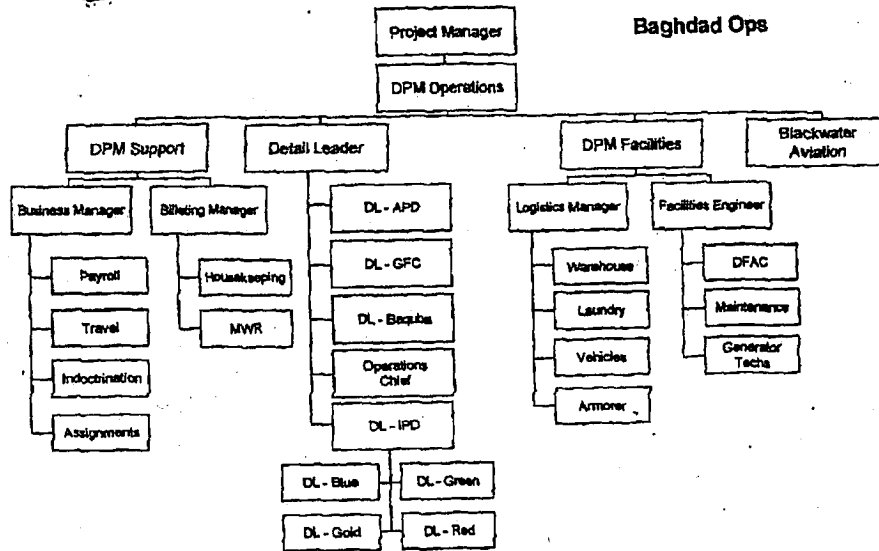 Baghdad Ops
Project Manager
DPM Operations
DPM Support
Detail Leader
DPM Facilities
Blackwater
Aviation
Business Manager
Billeting Manager
DL - APD
Logistics Manager
Facilities Engineer
Payroll
Housekeeping
DL - GFC
Warehouse
DFAC
Travel
MWR
DL - Baquba
Laundry
Maintenance
Indoctrination
Operations
Chief
Vehicles
Generator
Techs
Assignments
DL - IPD
Armorer
DL - Blue
DL - Green
DL - Gold
DL - Red